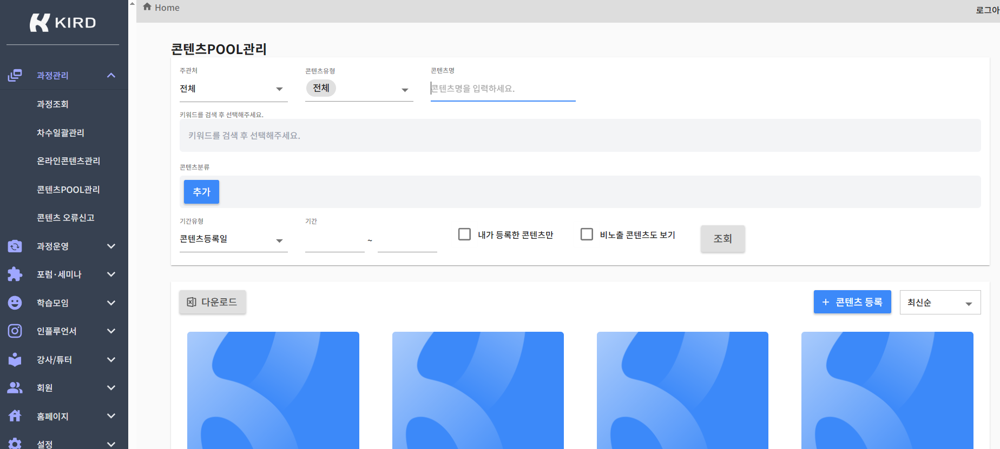 KIRD
과정관리
과정조회
차수일괄관리
온라인콘텐츠관리
콘텐츠POOL관리
콘텐츠 오류신고
과정운영
포럼·세미나
학습모임
인플루언서
강사/튜터
회원
홈페이지
설정
Home
로그아
콘텐츠POOL관리
주관처
콘텐츠유형
콘텐츠명
전체
전체
콘텐츠명을 입력하세요.
키워드를 검색 후 선택해주세요.
키워드를 검색 후 선택해주세요.
콘텐츠분류
추가
기간유형
기간
콘텐츠등록일
~
내가 등록한 콘텐츠만
비노출 콘텐츠도 보기
조회
다운로드
+ 콘텐츠 등록
최신순